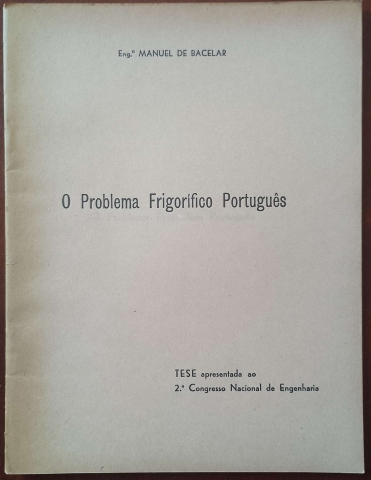 Eng.º MANUEL DE BACELAR
O Problema Frigorífico Português
TESE apresentada ao
2.º Congresso Nacional de Engenharia